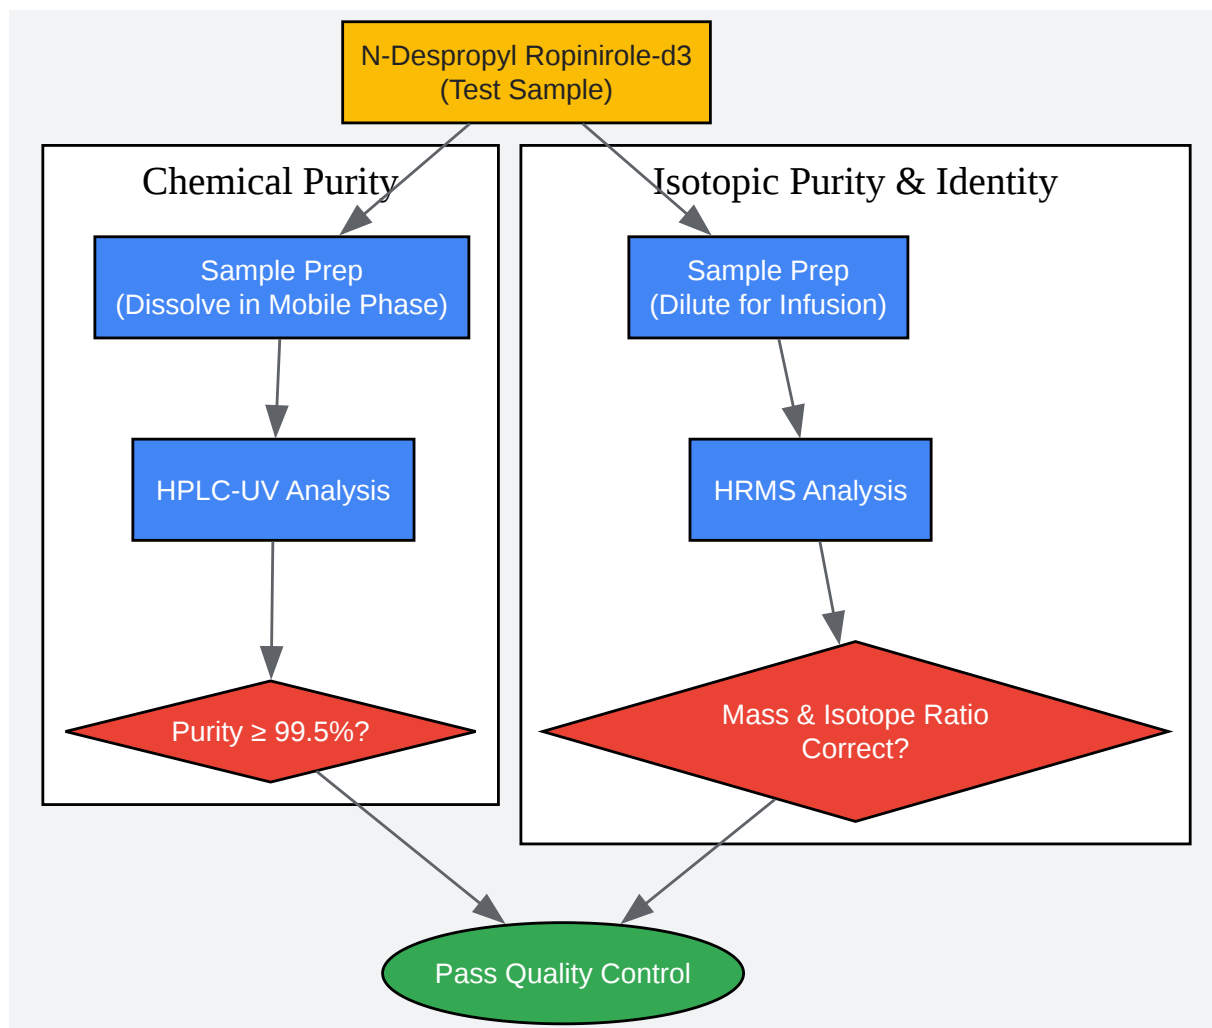 N-Despropyl Ropinirole-d3
(Test Sample)
Chemical Purity
Sample Prep
(Dissolve in Mobile Phase)
HPLC-UV Analysis
Purity ≥ 99.5%?
Isotopic Purity & Identity
Sample Prep
(Dilute for Infusion)
HRMS Analysis
Mass & Isotope Ratio
Correct?
Pass Quality Control